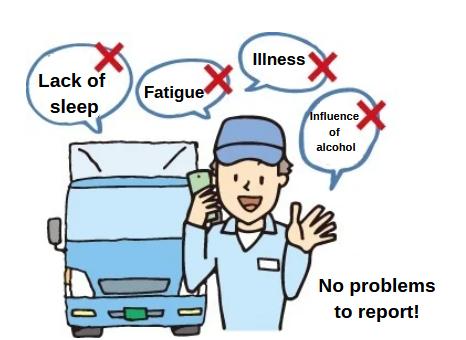 Lack of
sleep
Fatigue
Illness
Influence
of
alcohol
No problems
to report!